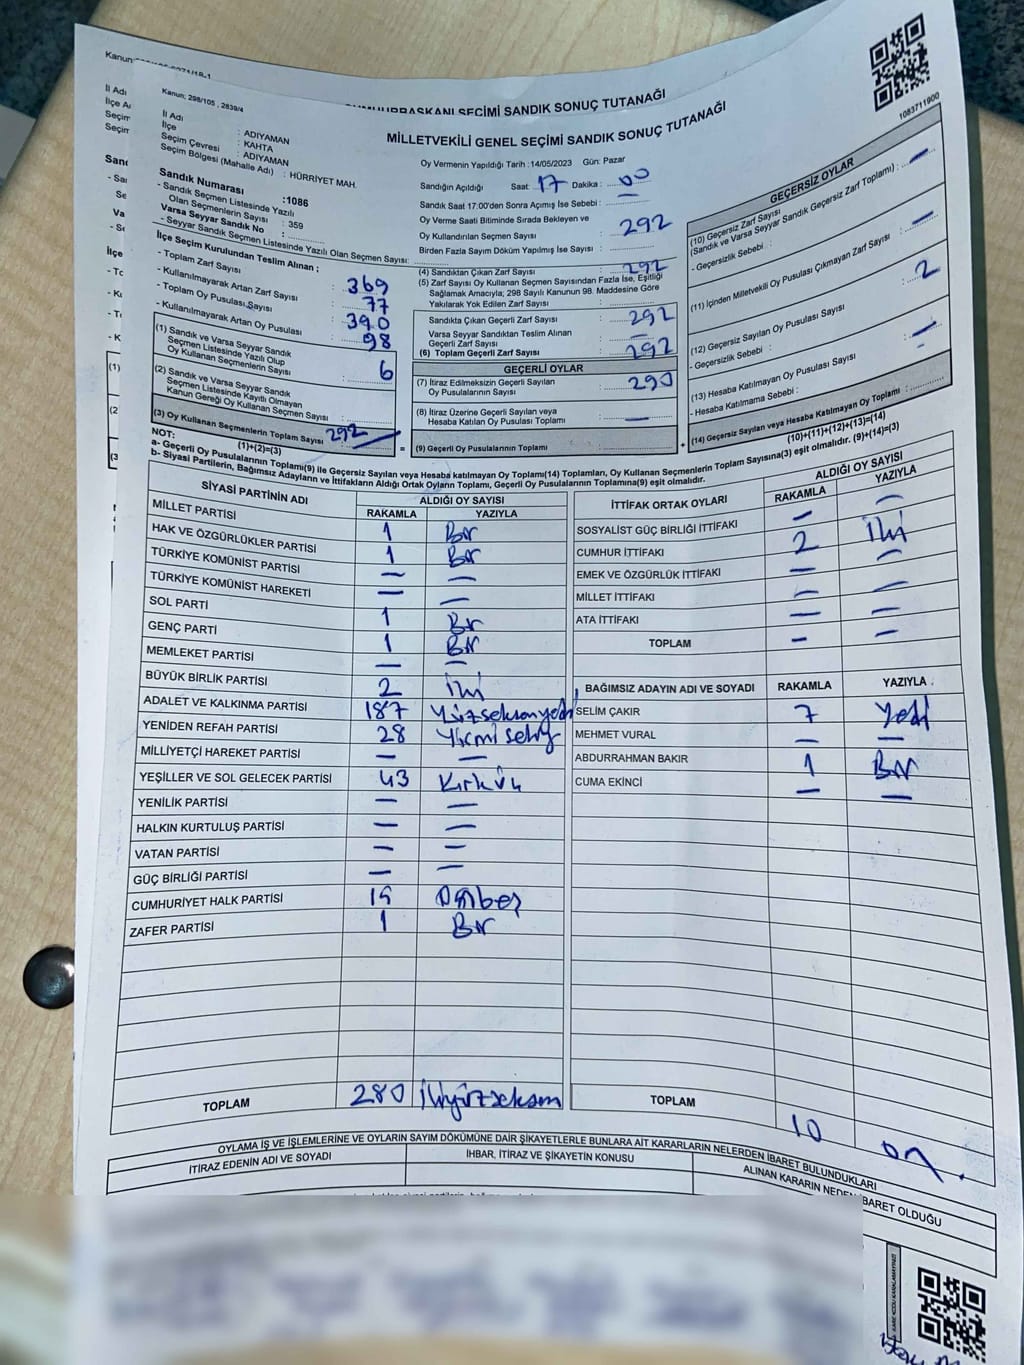 CUMHURBAŞKANI SEÇİMİ SANDIK SONUÇ TUTANAĞI
Kanun; 298/105 , 2839/4
MİLLETVEKİLİ GENEL SEÇİMİ SANDIK SONUÇ TUTANAĞI
1083711900
İl Adı : ADIYAMAN
İlçe : KAHTA
Seçim Çevresi : ADIYAMAN
Seçim Bölgesi (Mahalle Adı) : HÜRRİYET MAH.
Sandık Numarası :1086
- Sandık Seçmen Listesinde Yazılı
Olan Seçmenlerin Sayısı : 359
Varsa Seyyar Sandık No :
- Seyyar Sandık Seçmen Listesinde Yazılı Olan Seçmen Sayısı:
İlçe Seçim Kurulundan Teslim Alınan ;
- Toplam Zarf Sayısı : 369
- Kullanılmayarak Artan Zarf Sayısı : 77
- Toplam Oy Pusulası Sayısı : 390
- Kullanılmayarak Artan Oy Pusulası : 98
(1) Sandık ve Varsa Seyyar Sandık
Seçmen Listesinde Yazılı Olup
Oy Kullanan Seçmenlerin Sayısı : 6
(2) Sandık ve Varsa Seyyar Sandık
Seçmen Listesinde Kayıtlı Olmayan
Kanun Gereği Oy Kullanan Seçmen Sayısı :
(3) Oy Kullanan Seçmenlerin Toplam Sayısı : 292
(1)+(2)=(3)
Oy Vermenin Yapıldığı Tarih :14/05/2023 Gün: Pazar
Sandığın Açıldığı Saat: 17 Dakika : 00
Sandık Saat 17.00'den Sonra Açılmış İse Sebebi : —
Oy Verme Saati Bitiminde Sırada Bekleyen ve
Oy Kullandırılan Seçmen Sayısı : 292
Birden Fazla Sayım Döküm Yapılmış İse Sayısı :
(4) Sandıktan Çıkan Zarf Sayısı : 292
(5) Zarf Sayısı Oy Kullanan Seçmen Sayısından Fazla İse, Eşitliği
Sağlamak Amacıyla; 298 Sayılı Kanunun 98. Maddesine Göre
Yakılarak Yok Edilen Zarf Sayısı :
Sandıkta Çıkan Geçerli Zarf Sayısı : 292
Varsa Seyyar Sandıktan Teslim Alınan
Geçerli Zarf Sayısı :
(6) Toplam Geçerli Zarf Sayısı : 292
GEÇERLİ OYLAR
(7) İtiraz Edilmeksizin Geçerli Sayılan
Oy Pusulasının Sayısı : 290
(8) İtiraz Üzerine Geçerli Sayılan veya
Hesaba Katılan Oy Pusulası Toplamı : —
= (9) Geçerli Oy Pusulalarının Toplamı :
GEÇERSİZ OYLAR
(10) Geçersiz Zarf Sayısı
(Sandık ve Varsa Seyyar Sandık Geçersiz Zarf Toplamı) : —
- Geçersizlik Sebebi :
(11) İçinden Milletvekili Oy Pusulası Çıkmayan Zarf Sayısı : —
(12) Geçersiz Sayılan Oy Pusulası Sayısı : 2
- Geçersizlik Sebebi :
(13) Hesaba Katılmayan Oy Pusulası Sayısı : —
- Hesaba Katılmama Sebebi :
+ (14) Geçersiz Sayılan veya Hesaba Katılmayan Oy Toplamı :
(10)+(11)+(12)+(13)=(14)
NOT:
a- Geçerli Oy Pusulalarının Toplamı(9) ile Geçersiz Sayılan veya Hesaba Katılmayan Oy Toplamı(14) Toplamları, Oy Kullanan Seçmenlerin Toplam Sayısına(3) eşit olmalıdır. (9)+(14)=(3)
b- Siyasi Partilerin, Bağımsız Adayların ve İttifakların Aldığı Ortak Oyların Toplamı, Geçerli Oy Pusulalarının Toplamına(9) eşit olmalıdır.
SİYASİ PARTİNİN ADI ALDIĞI OY SAYISI
RAKAMLA YAZIYLA
MİLLET PARTİSİ 1 Bir
HAK VE ÖZGÜRLÜKLER PARTİSİ 1 Bir
TÜRKİYE KOMÜNİST PARTİSİ — —
TÜRKİYE KOMÜNİST HAREKETİ — —
SOL PARTİ 1 Bir
GENÇ PARTİ 1 Bir
MEMLEKET PARTİSİ — —
BÜYÜK BİRLİK PARTİSİ 2 iki
ADALET VE KALKINMA PARTİSİ 187 Yüzseksenyedi
YENİDEN REFAH PARTİSİ 28 Yirmisekiz
MİLLİYETÇİ HAREKET PARTİSİ — —
YEŞİLLER VE SOL GELECEK PARTİSİ 43 Kırküç
YENİLİK PARTİSİ — —
HALKIN KURTULUŞ PARTİSİ — —
VATAN PARTİSİ — —
GÜÇ BİRLİĞİ PARTİSİ — —
CUMHURİYET HALK PARTİSİ 15 Onbeş
ZAFER PARTİSİ 1 Bir
TOPLAM 280 ikiyüzseksen
İTTİFAK ORTAK OYLARI ALDIĞI OY SAYISI
RAKAMLA YAZIYLA
SOSYALİST GÜÇ BİRLİĞİ İTTİFAKI — —
CUMHUR İTTİFAKI 2 iki
EMEK VE ÖZGÜRLÜK İTTİFAKI — —
MİLLET İTTİFAKI — —
ATA İTTİFAKI — —
TOPLAM — —
BAĞIMSIZ ADAYIN ADI VE SOYADI RAKAMLA YAZIYLA
SELİM ÇAKIR 7 Yedi
MEHMET VURAL — —
ABDURRAHMAN BAKIR 1 Bir
CUMA EKİNCİ — —
TOPLAM 10 on.
OYLAMA İŞ VE İŞLEMLERİNE VE OYLARIN SAYIM DÖKÜMÜNE DAİR ŞİKAYETLERLE BUNLARA AİT KARARLARIN NELERDEN İBARET BULUNDUKLARI
İTİRAZ EDENİN ADI VE SOYADI İHBAR, İTİRAZ VE ŞİKAYETİN KONUSU ALINAN KARARIN NEDEN İBARET OLDUĞU